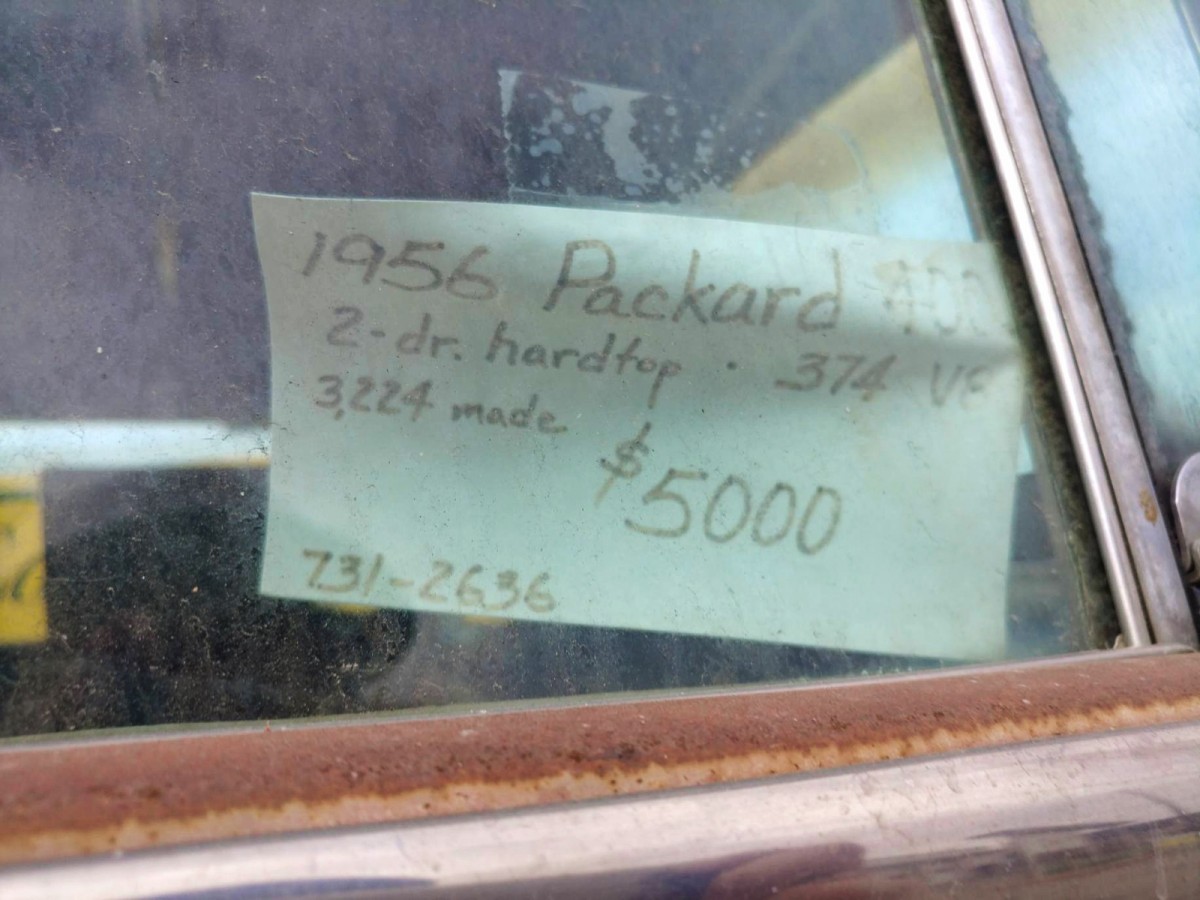 1956 Packard 400
2-dr. hardtop · 374 V8
3,224 made
$5000
731-2636